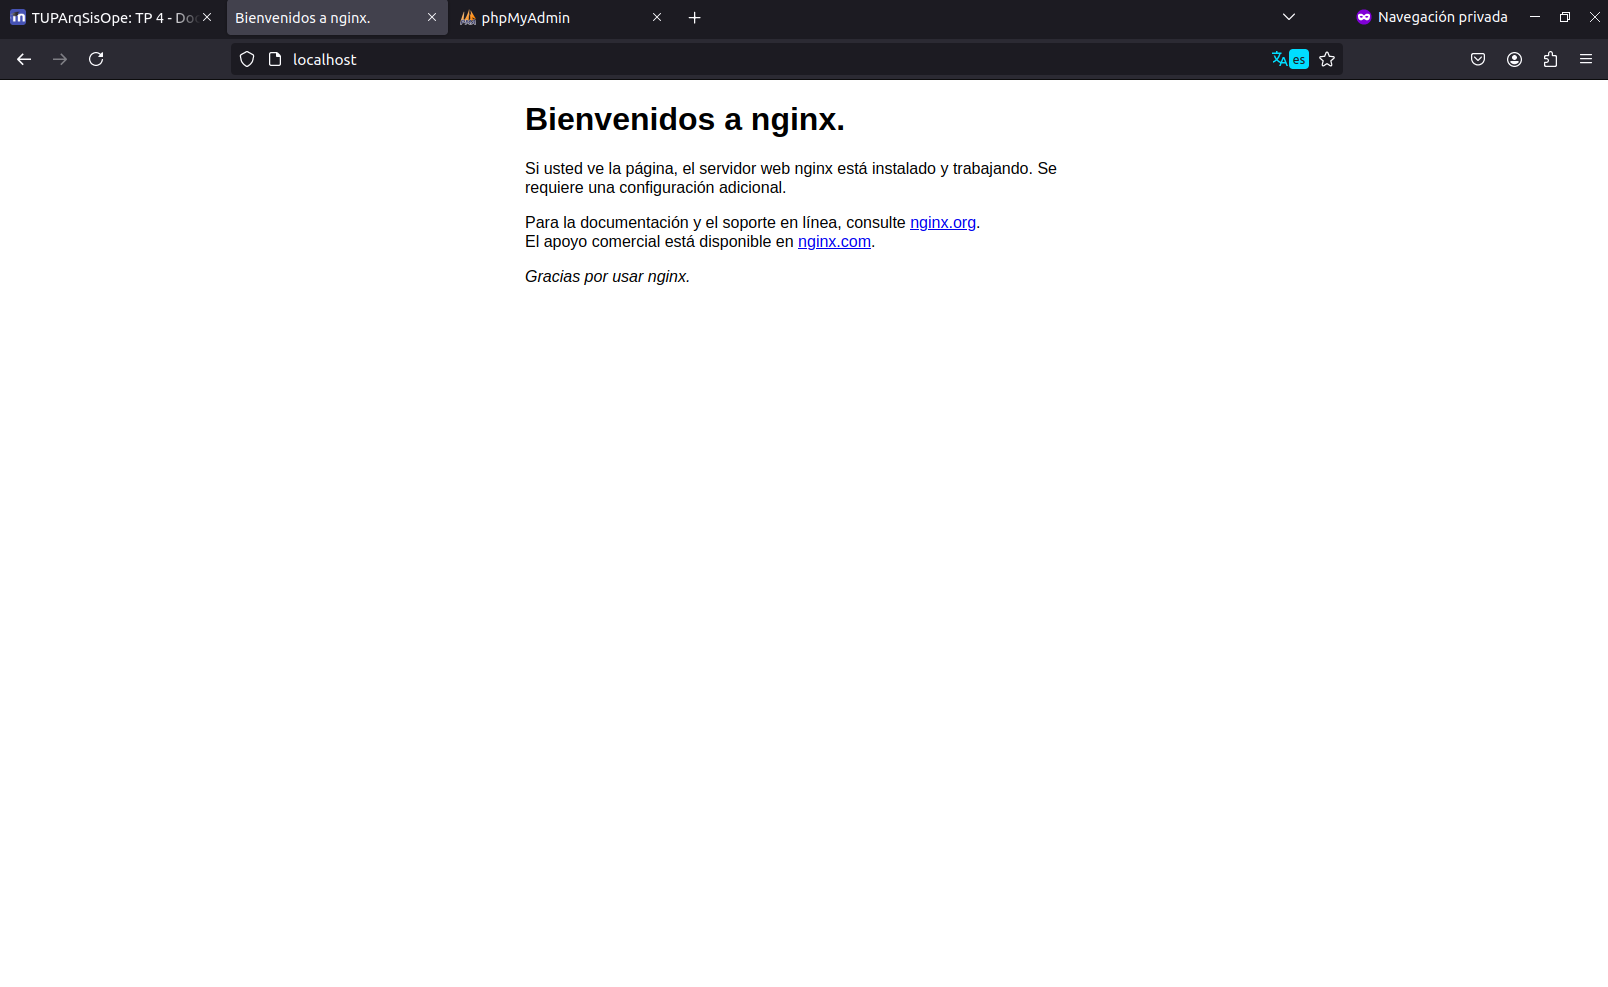 TUPArqSisOpe: TP 4 - Do
Bienvenidos a nginx.
phpMyAdmin
Navegación privada
localhost
es
Bienvenidos a nginx.
Si usted ve la página, el servidor web nginx está instalado y trabajando. Se
requiere una configuración adicional.
Para la documentación y el soporte en línea, consulte nginx.org.
El apoyo comercial está disponible en nginx.com.
Gracias por usar nginx.